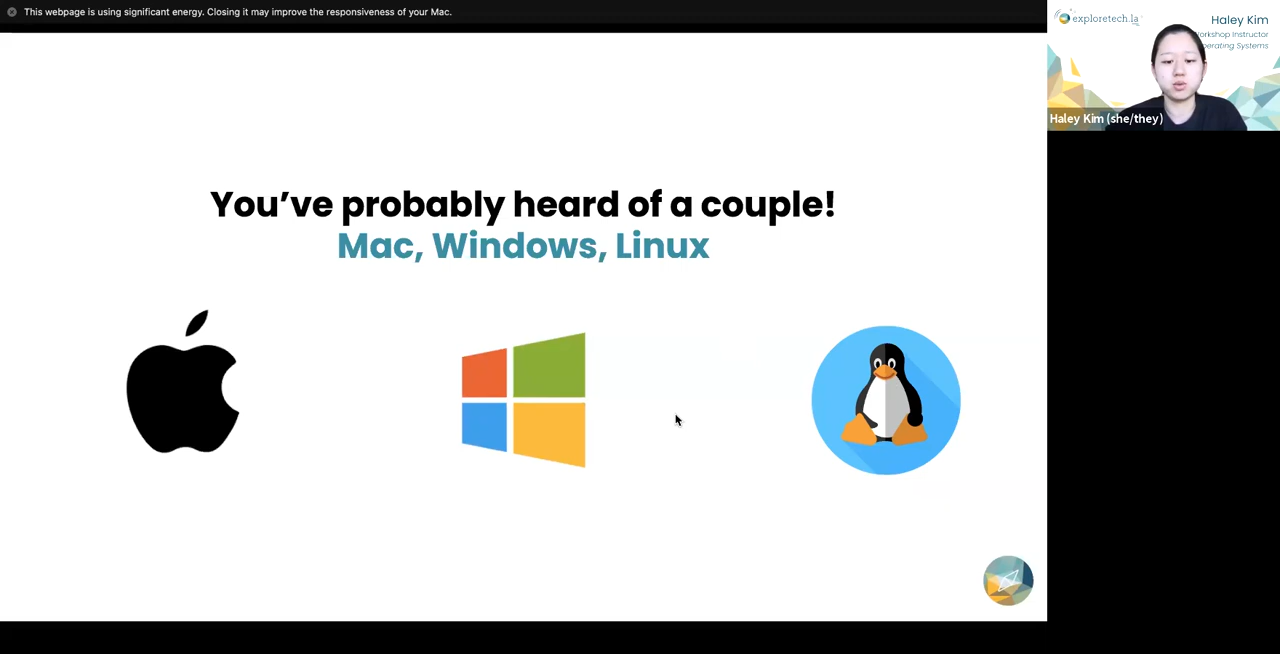 This webpage is using significant energy. Closing it may improve the responsiveness of your Mac.
exploretech.la
Haley Kim
Workshop Instructor
Operating Systems
Haley Kim (she/they)
You've probably heard of a couple!
Mac, Windows, Linux